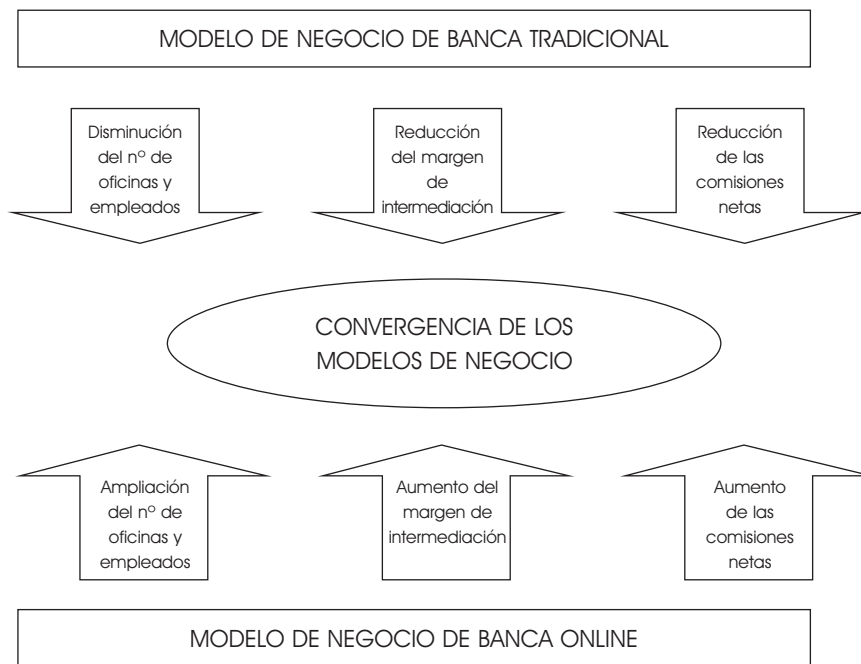 MODELO DE NEGOCIO DE BANCA TRADICIONAL
Disminución
del nº de
oficinas y
empleados
Reducción
del margen
de
intermediación
Reducción
de las
comisiones
netas
CONVERGENCIA DE LOS
MODELOS DE NEGOCIO
Ampliación
del nº de
oficinas y
empleados
Aumento del
margen de
intermediación
Aumento
de las
comisiones
netas
MODELO DE NEGOCIO DE BANCA ONLINE